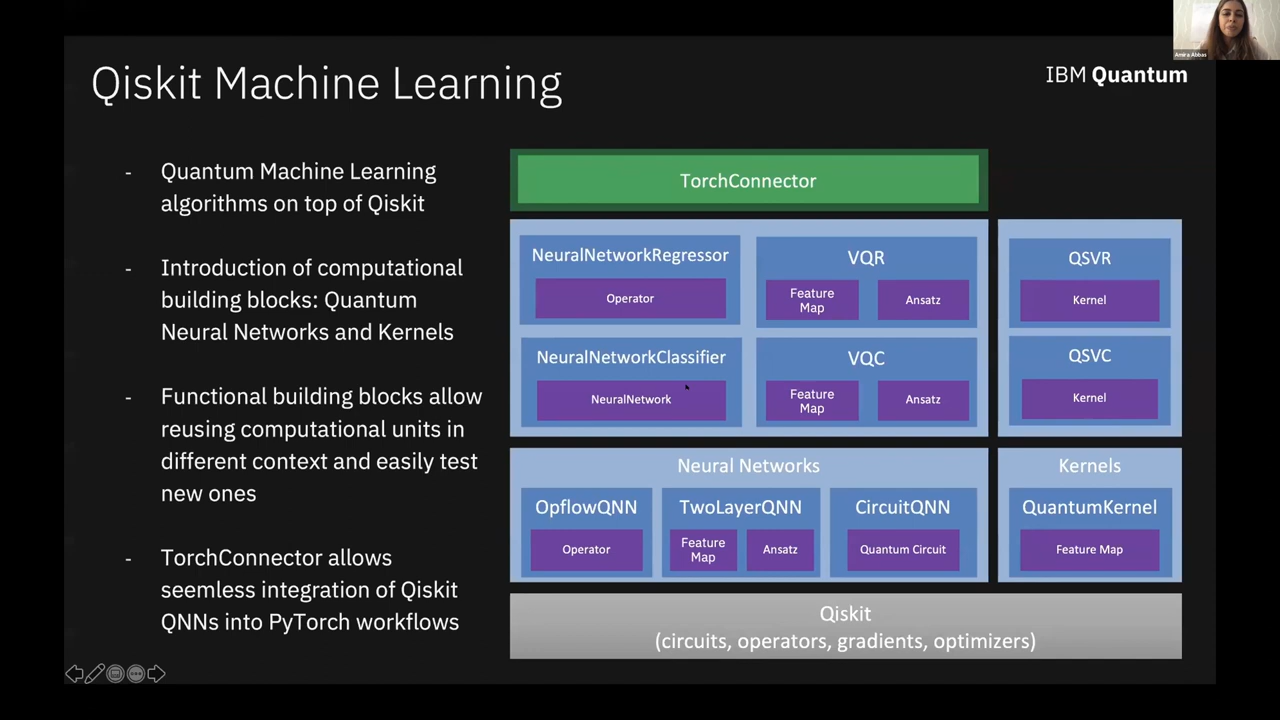 Amira Abbas
Qiskit Machine Learning
IBM Quantum
- Quantum Machine Learning
algorithms on top of Qiskit
- Introduction of computational
building blocks: Quantum
Neural Networks and Kernels
- Functional building blocks allow
reusing computational units in
different context and easily test
new ones
- TorchConnector allows
seemless integration of Qiskit
QNNs into PyTorch workflows
TorchConnector
NeuralNetworkRegressor
Operator
VQR
Feature
Map
Ansatz
QSVR
Kernel
NeuralNetworkClassifier
NeuralNetwork
VQC
Feature
Map
Ansatz
QSVC
Kernel
Neural Networks
OpflowQNN
Operator
TwoLayerQNN
Feature
Map
Ansatz
CircuitQNN
Quantum Circuit
Kernels
QuantumKernel
Feature Map
Qiskit
(circuits, operators, gradients, optimizers)